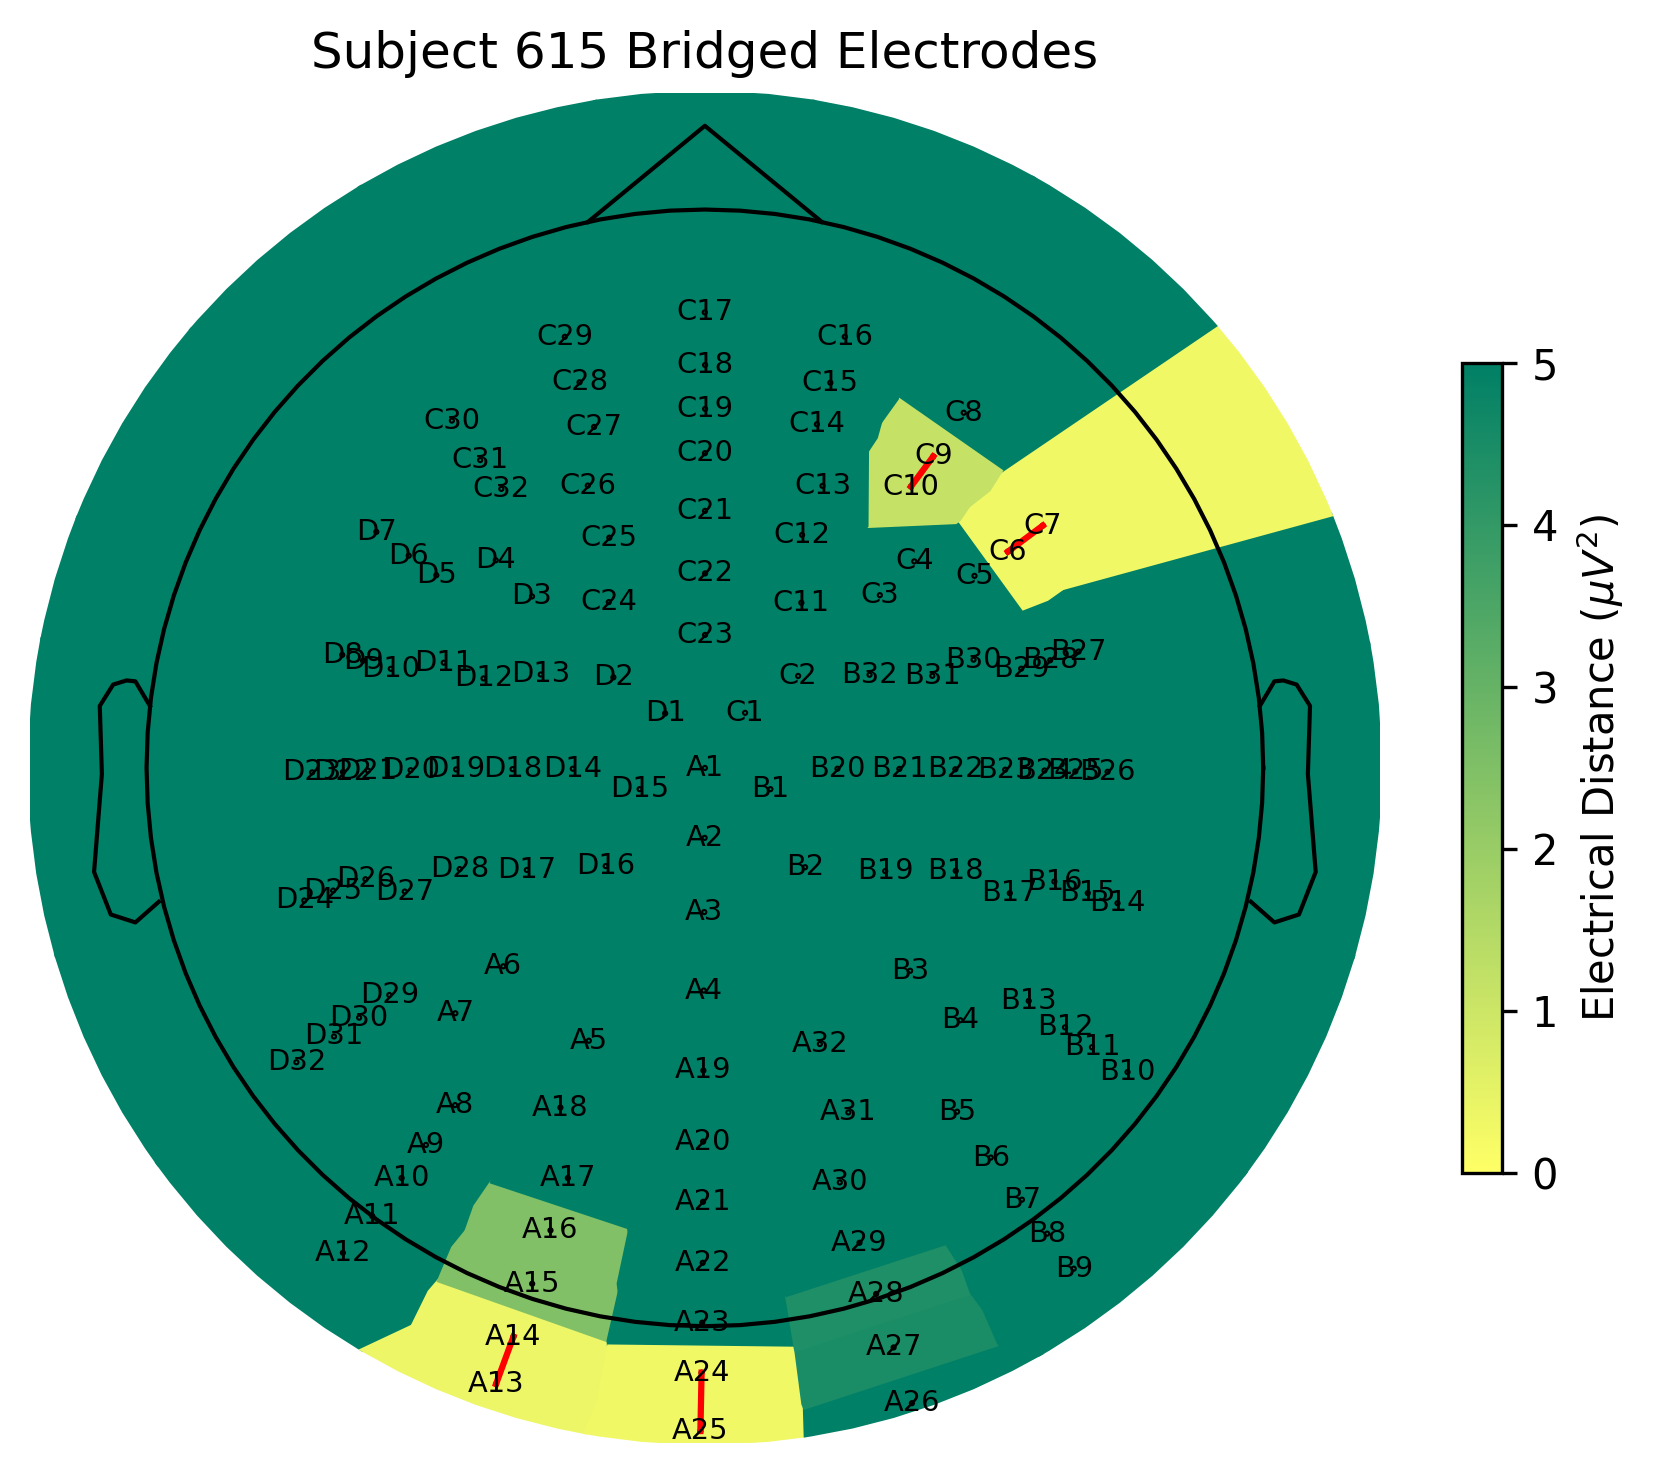 Subject 615 Bridged Electrodes
C17
C29 C16
C18
C28 C15
C19 C8
C30 C27 C14
C20 C9
C31
C32 C26 C13 C10
C21
D7 C25 C12 C7
D6 D4 C6
D5 C22 C4 C5
D3 C24 C11 C3
C23
D8 D9 D10 D11 D12 D13 D2 C2 B32 B31 B30 B29 B28 B27
D1 C1
D23 D22 D21 D20 D19 D18 D14 A1 B20 B21 B22 B23 B24 B25 B26
D15 B1
A2
D24 D25 D26 D27 D28 D17 D16 B2 B19 B18 B17 B16 B15 B14
A3
A6 B3
D29 A4 B13
D30 A7 B4 B12
D31 A5 A32 B11
D32 A19 B10
A8 A18 A31 B5
A9 A20 B6
A10 A17 A30
A11 A21 B7
A12 A16 A22 A29 B8
A15 A28 B9
A14 A23 A27
A13 A24 A26
A25
5
4
3
2
1
0
Electrical Distance (μV²)